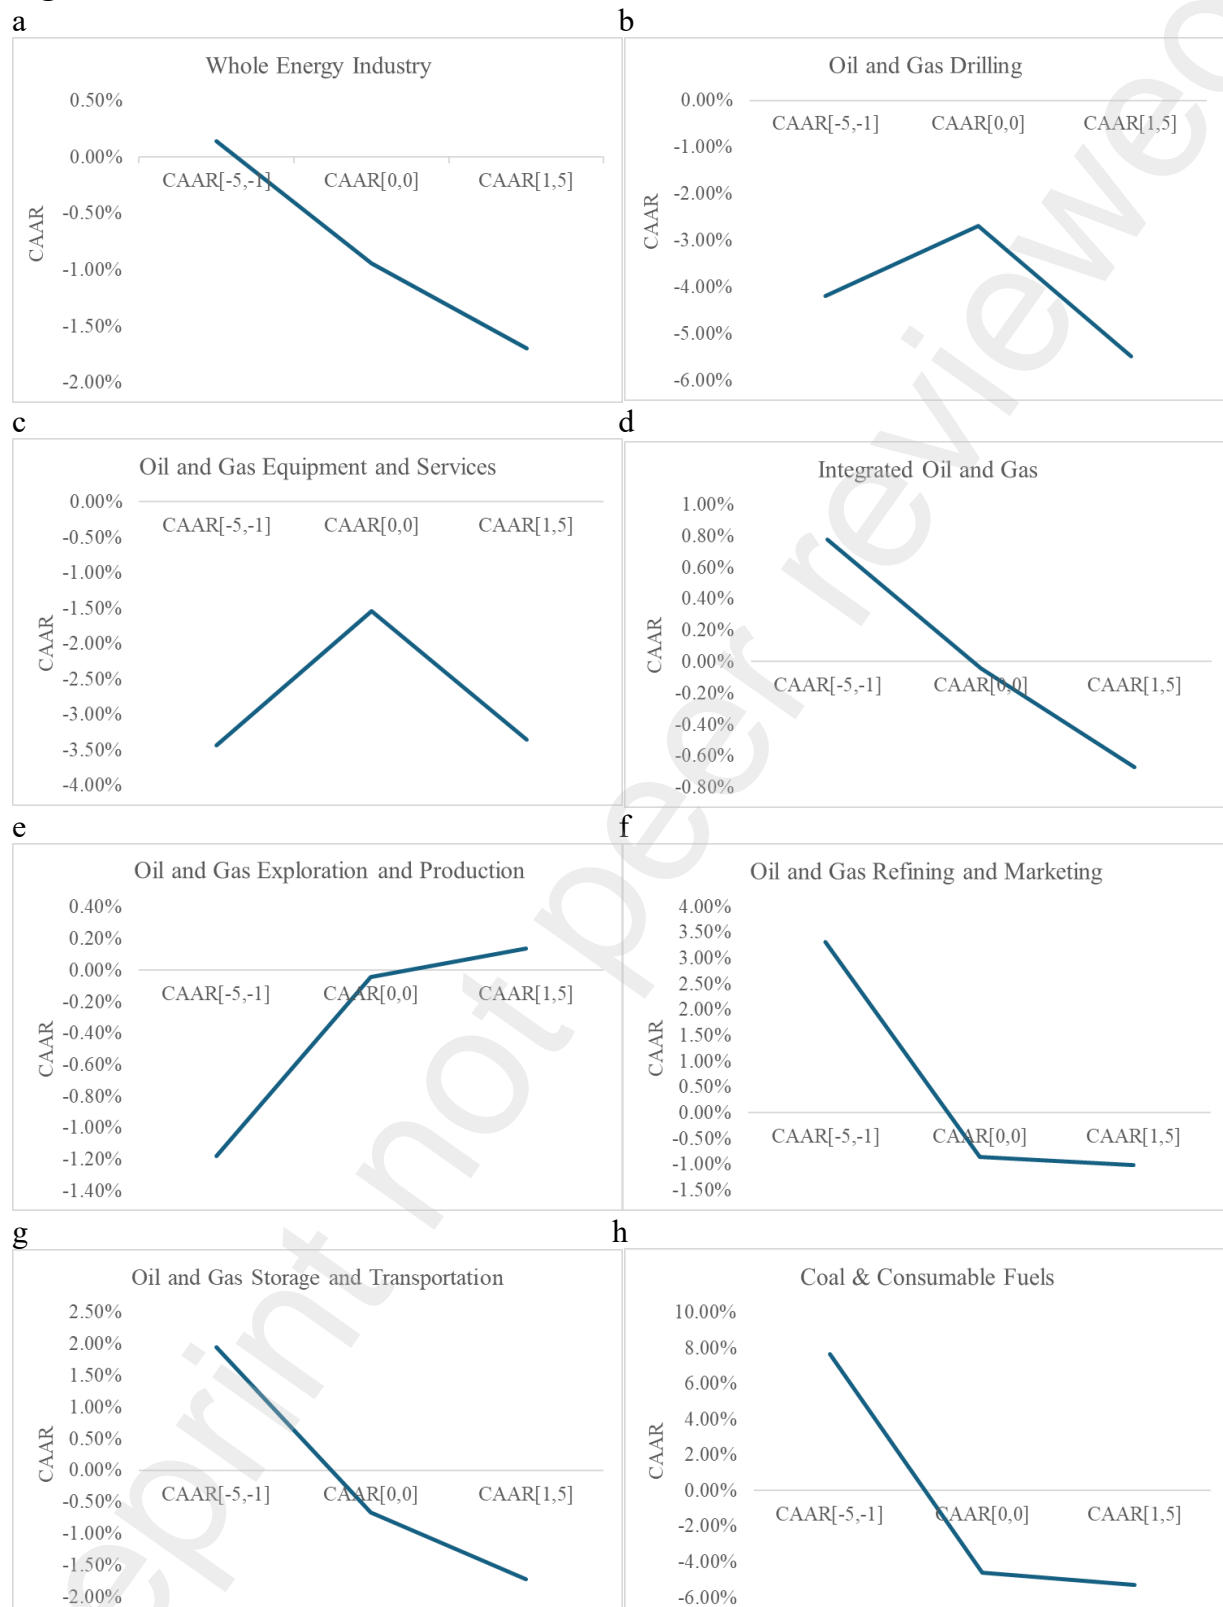 a
Whole Energy Industry
0.50%
0.00%
-0.50%
-1.00%
-1.50%
-2.00%
CAAR
CAAR[-5,-1]
CAAR[0,0]
CAAR[1,5]
b
Oil and Gas Drilling
0.00%
-1.00%
-2.00%
-3.00%
-4.00%
-5.00%
-6.00%
CAAR
CAAR[-5,-1]
CAAR[0,0]
CAAR[1,5]
c
Oil and Gas Equipment and Services
0.00%
-0.50%
-1.00%
-1.50%
-2.00%
-2.50%
-3.00%
-3.50%
-4.00%
CAAR
CAAR[-5,-1]
CAAR[0,0]
CAAR[1,5]
d
Integrated Oil and Gas
1.00%
0.80%
0.60%
0.40%
0.20%
0.00%
-0.20%
-0.40%
-0.60%
-0.80%
CAAR
CAAR[-5,-1]
CAAR[0,0]
CAAR[1,5]
e
Oil and Gas Exploration and Production
0.40%
0.20%
0.00%
-0.20%
-0.40%
-0.60%
-0.80%
-1.00%
-1.20%
-1.40%
CAAR
CAAR[-5,-1]
CAAR[0,0]
CAAR[1,5]
f
Oil and Gas Refining and Marketing
4.00%
3.50%
3.00%
2.50%
2.00%
1.50%
1.00%
0.50%
0.00%
-0.50%
-1.00%
-1.50%
CAAR
CAAR[-5,-1]
CAAR[0,0]
CAAR[1,5]
g
Oil and Gas Storage and Transportation
2.50%
2.00%
1.50%
1.00%
0.50%
0.00%
-0.50%
-1.00%
-1.50%
-2.00%
CAAR
CAAR[-5,-1]
CAAR[0,0]
CAAR[1,5]
h
Coal & Consumable Fuels
10.00%
8.00%
6.00%
4.00%
2.00%
0.00%
-2.00%
-4.00%
-6.00%
CAAR
CAAR[-5,-1]
CAAR[0,0]
CAAR[1,5]
eprint not peer reviewed